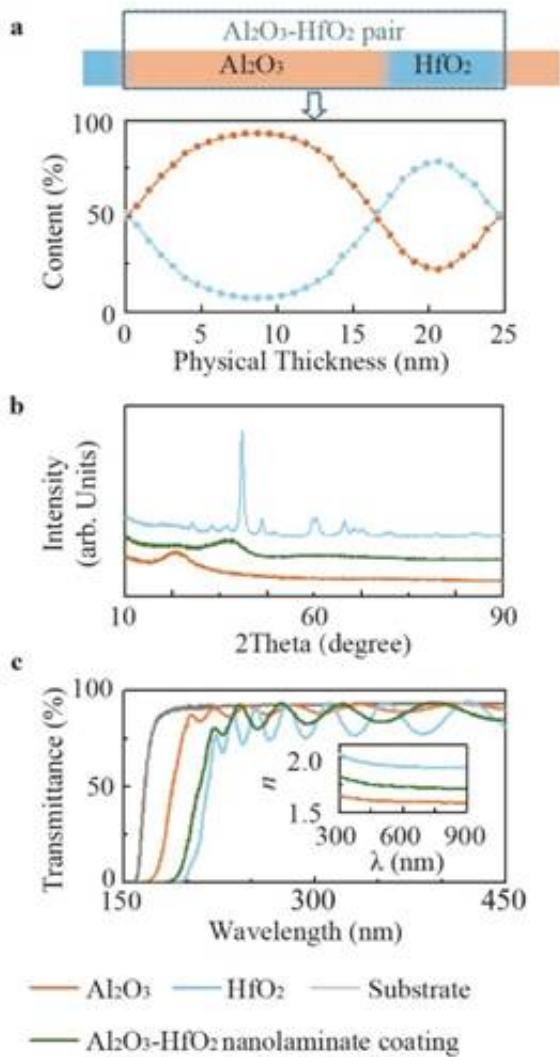 a
Al₂O₃-HfO₂ pair
Al₂O₃ HfO₂
100
50
0
Content (%)
0 5 10 15 20 25
Physical Thickness (nm)
b
Intensity
(arb. Units)
10 60 90
2Theta (degree)
c
100
50
0
Transmittance (%)
2.0
1.5
n
300 600 900
λ (nm)
150 300 450
Wavelength (nm)
Al₂O₃ HfO₂ Substrate
Al₂O₃-HfO₂ nanolaminate coating